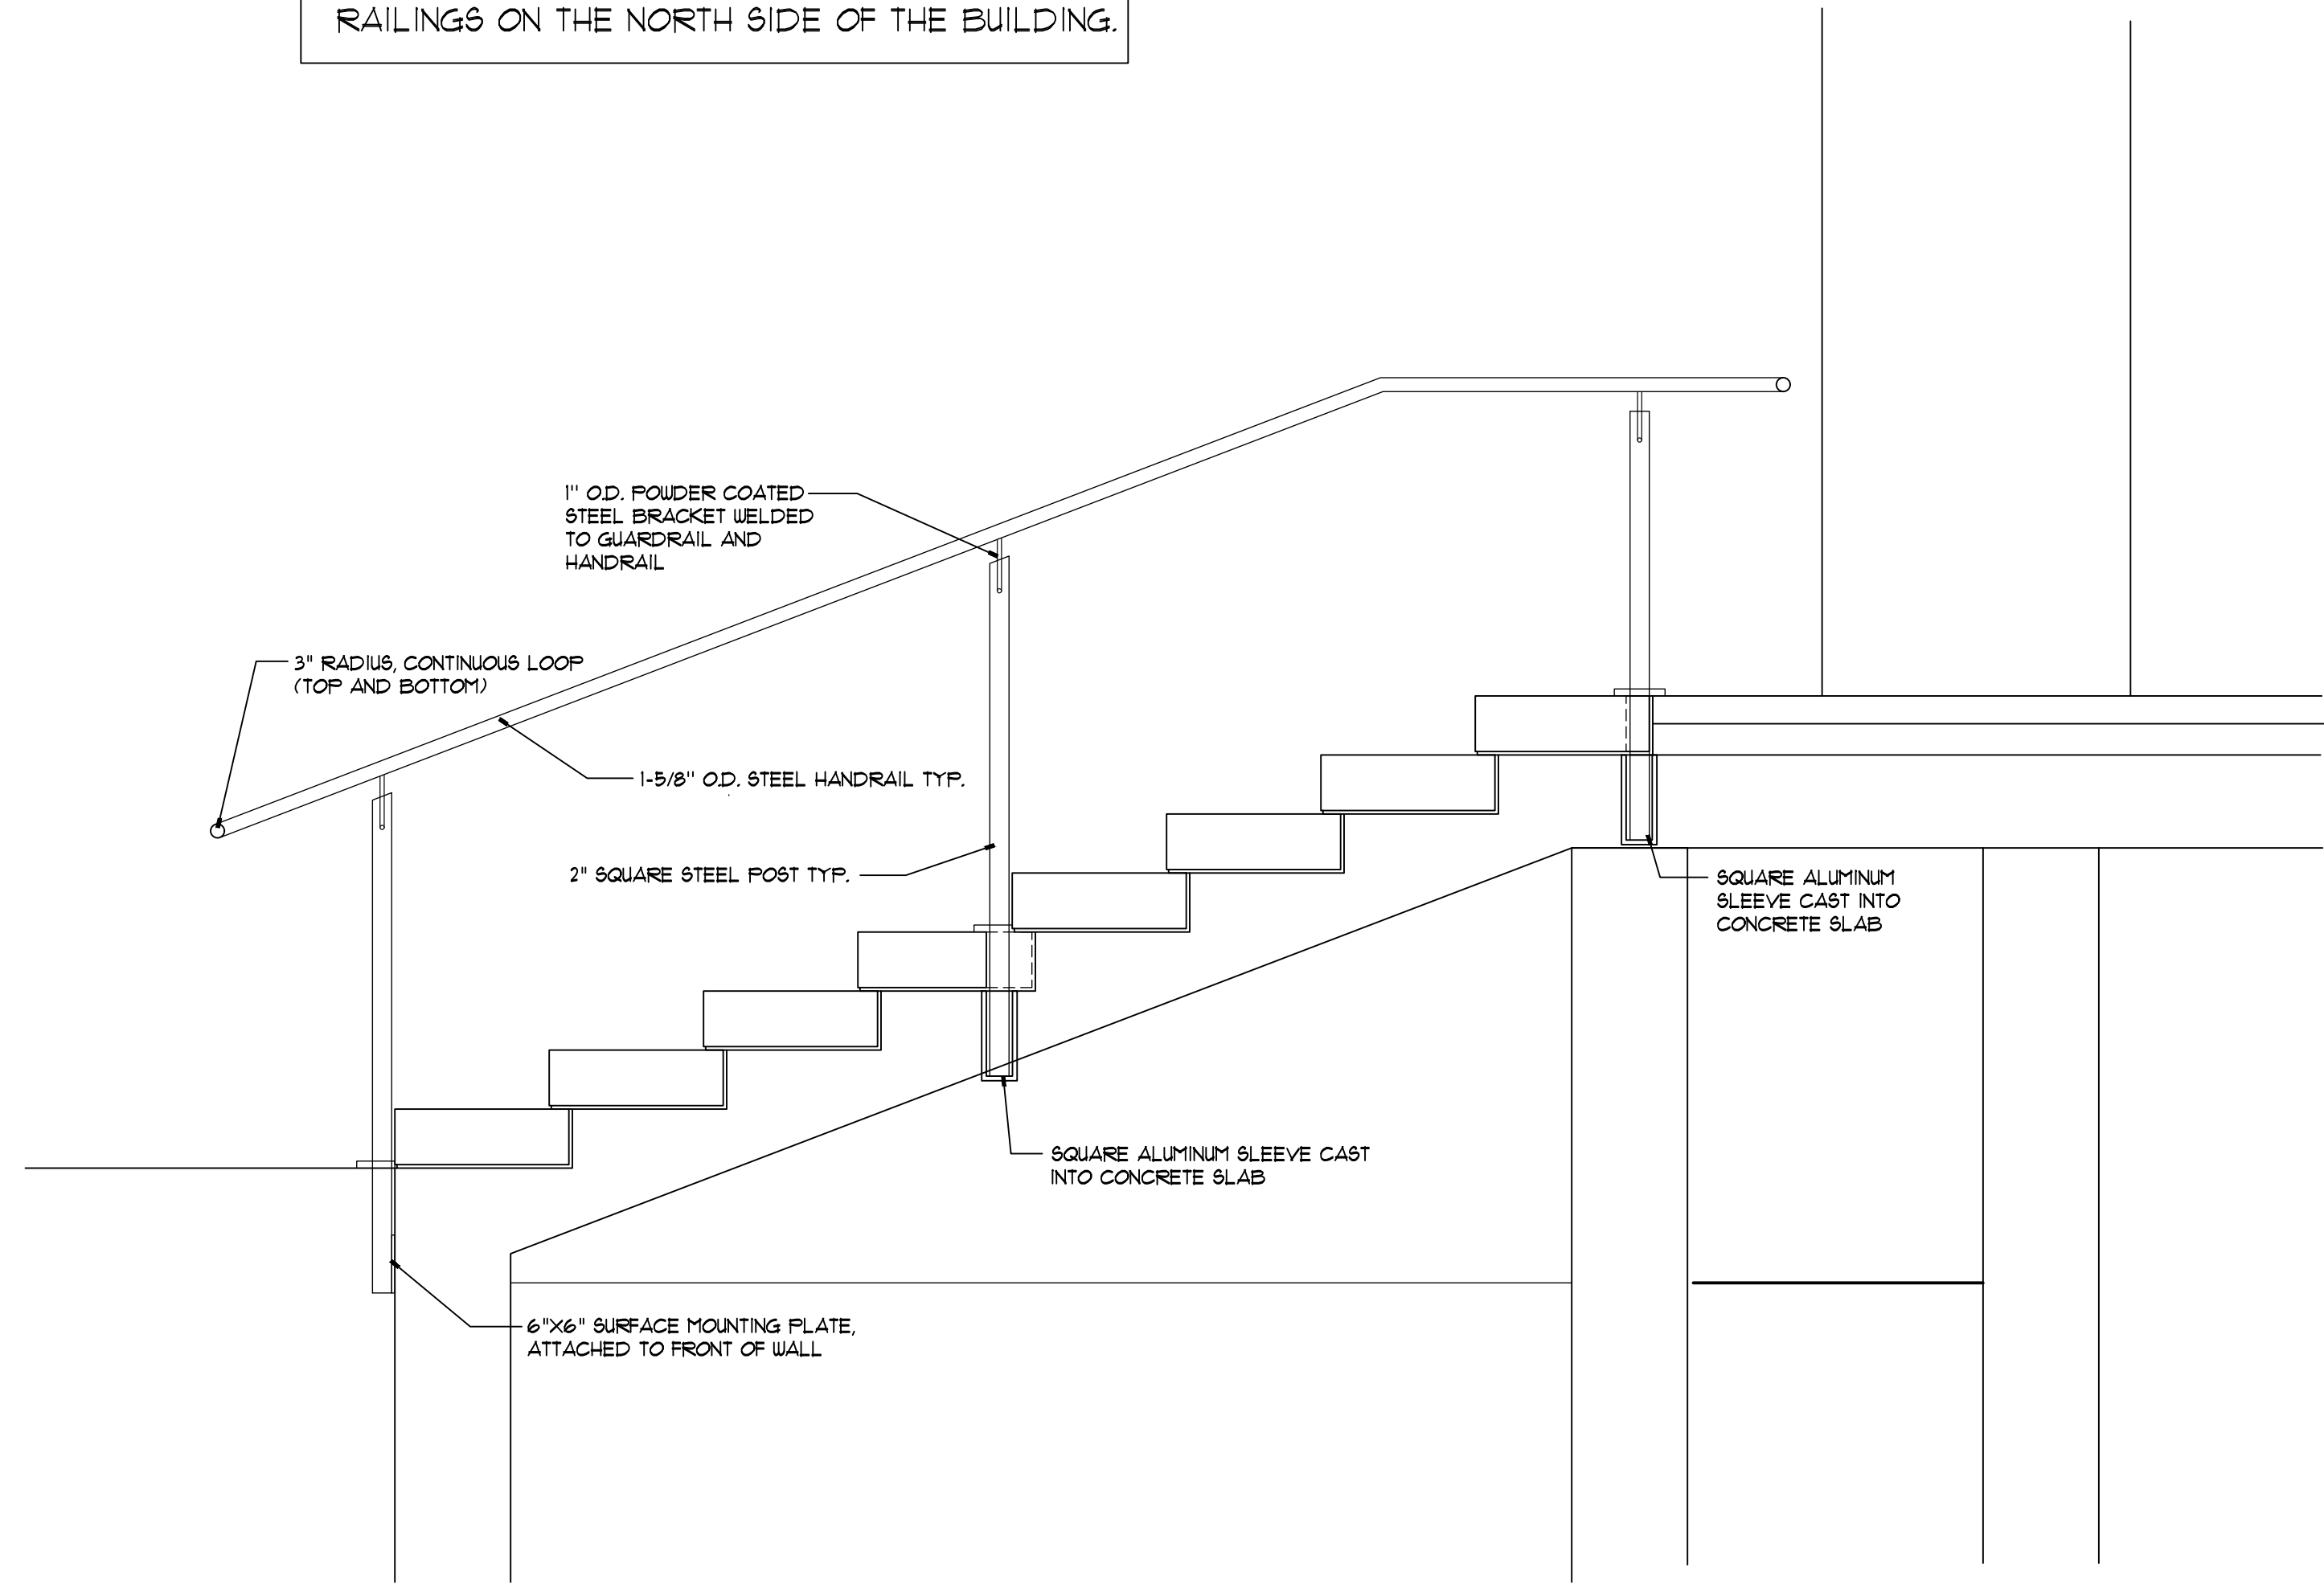 RAILINGS ON THE NORTH SIDE OF THE BUILDING.
1'' O.D. POWDER COATED
STEEL BRACKET WELDED
TO GUARDRAIL AND
HANDRAIL
3" RADIUS, CONTINUOUS LOOP
(TOP AND BOTTOM)
1-5/8'' O.D. STEEL HANDRAIL TYP.
2" SQUARE STEEL POST TYP.
SQUARE ALUMINUM
SLEEVE CAST INTO
CONCRETE SLAB
SQUARE ALUMINUM SLEEVE CAST
INTO CONCRETE SLAB
6"X6" SURFACE MOUNTING PLATE,
ATTACHED TO FRONT OF WALL